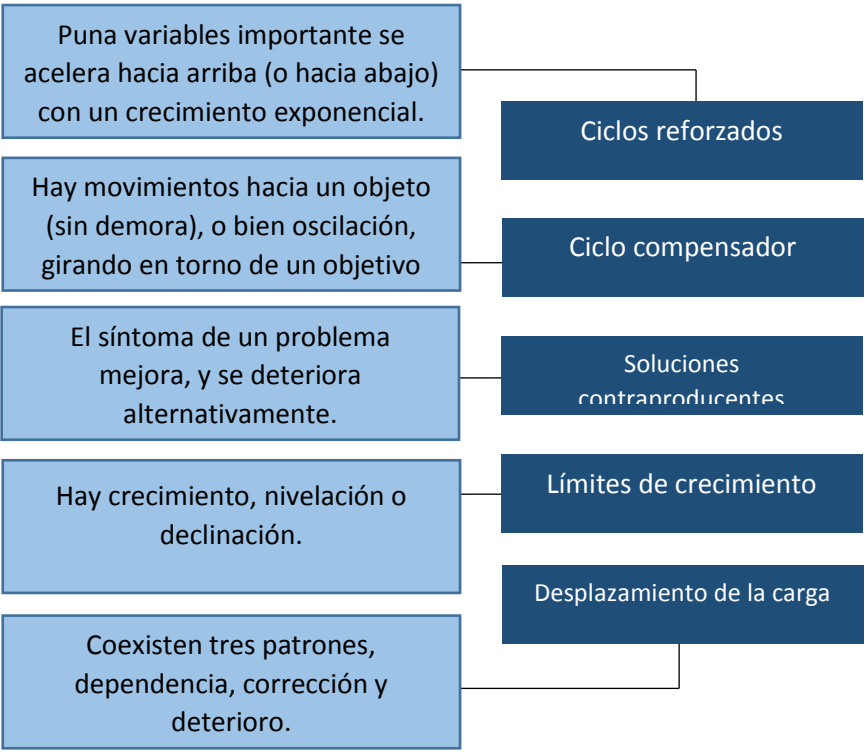 Puna variables importante se
acelera hacia arriba (o hacia abajo)
con un crecimiento exponencial.
Ciclos reforzados
Hay movimientos hacia un objeto
(sin demora), o bien oscilación,
girando en torno de un objetivo
Ciclo compensador
El síntoma de un problema
mejora, y se deteriora
alternativamente.
Soluciones
contraproducentes
Hay crecimiento, nivelación o
declinación.
Límites de crecimiento
Desplazamiento de la carga
Coexisten tres patrones,
dependencia, corrección y
deterioro.